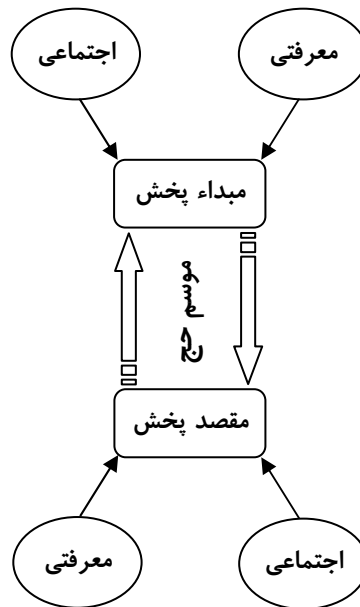 معرفتی
اجتماعی
مبداء پخش
موسم حج
مقصد پخش
اجتماعی
معرفتی